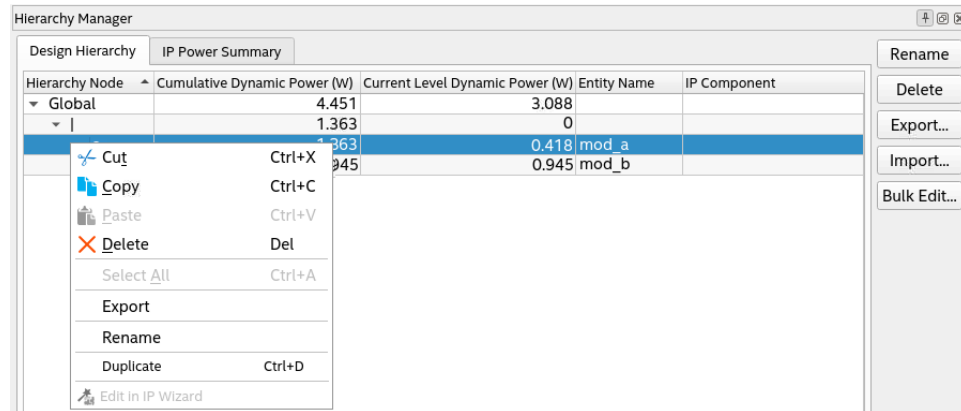 Hierarchy Manager
Design Hierarchy IP Power Summary
Rename
Delete
Export...
Import...
Bulk Edit...
Hierarchy Node Cumulative Dynamic Power (W) Current Level Dynamic Power (W) Entity Name IP Component
Global 4.451 3.088
| 1.363 0
1.363 0.418 mod_a
0.945 mod_b
Cut Ctrl+X
Copy Ctrl+C
Paste Ctrl+V
Delete Del
Select All Ctrl+A
Export
Rename
Duplicate Ctrl+D
Edit in IP Wizard